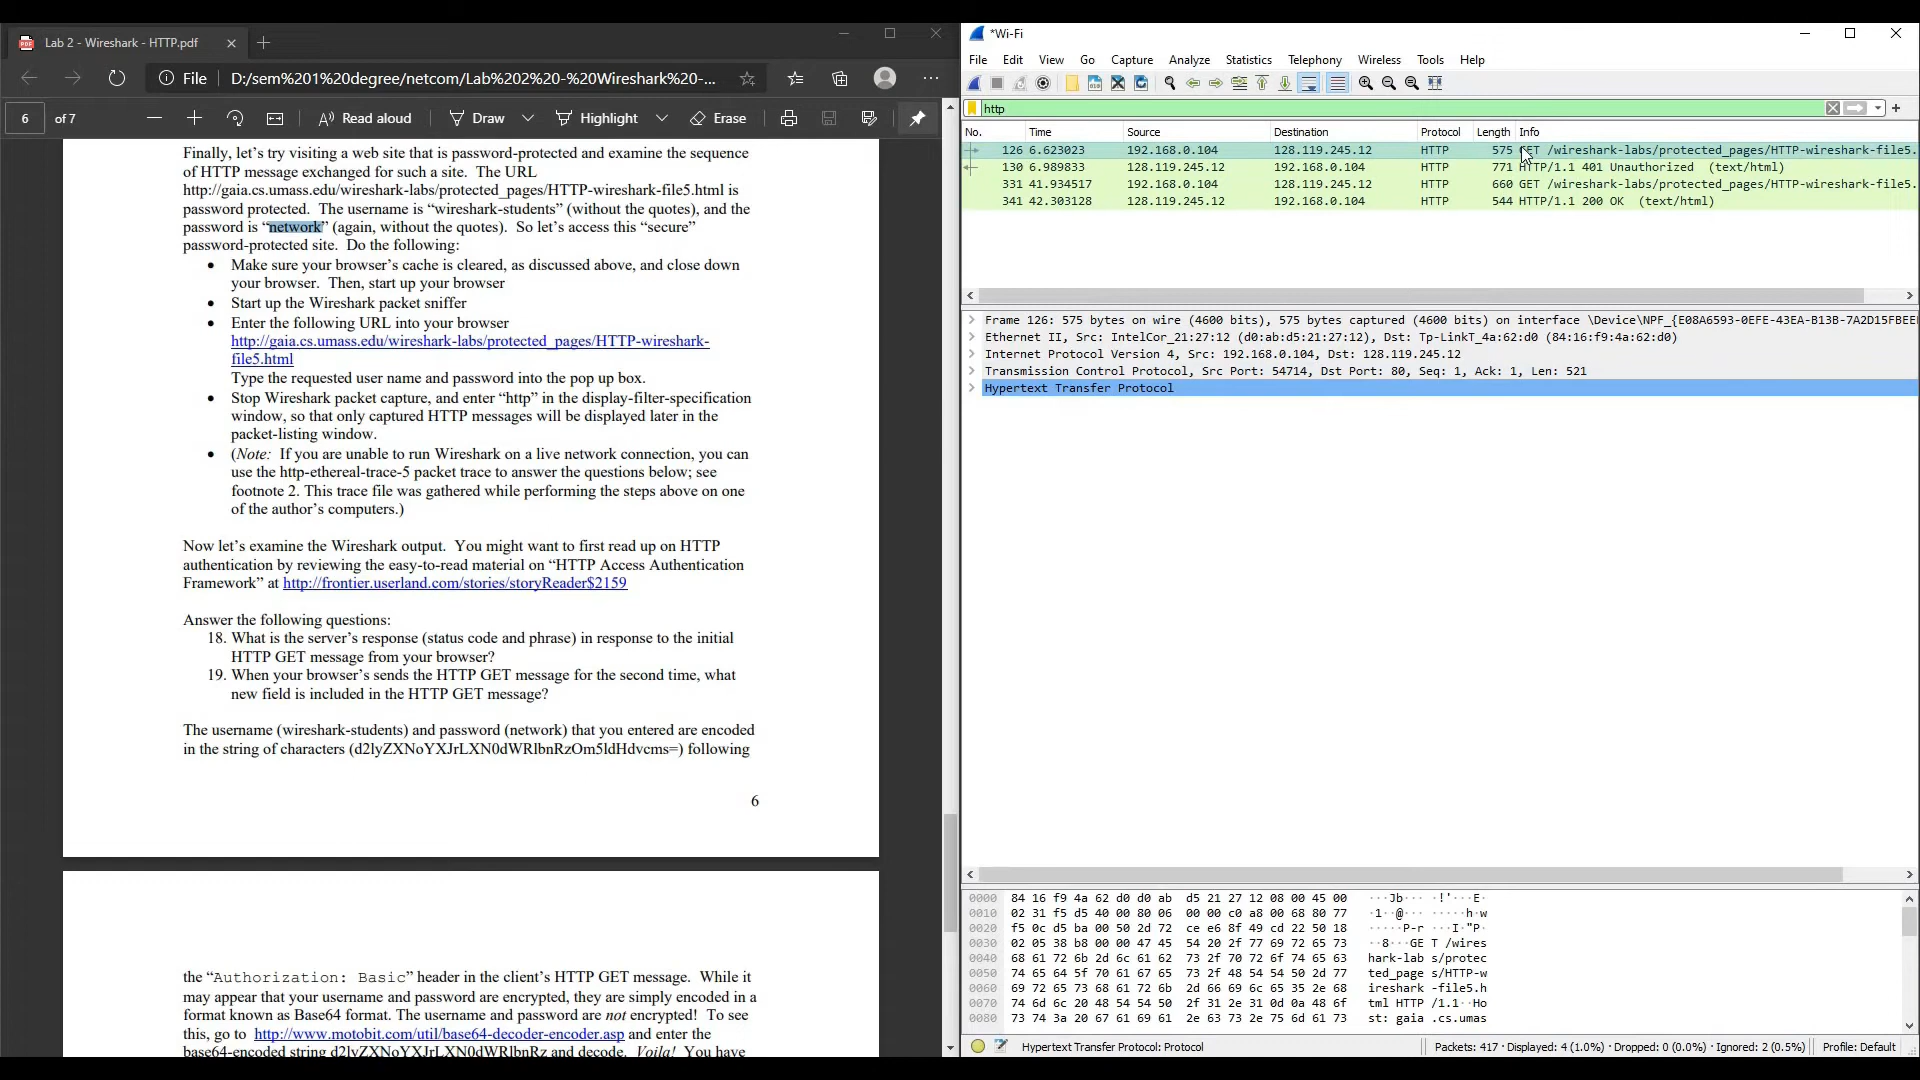 Lab 2 - Wireshark - HTTP.pdf
File D:/sem%201%20degree/netcom/Lab%202%20-%20Wireshark%20-...
6 of 7 Read aloud Draw Highlight Erase
Finally, let's try visiting a web site that is password-protected and examine the sequence
of HTTP message exchanged for such a site. The URL
http://gaia.cs.umass.edu/wireshark-labs/protected_pages/HTTP-wireshark-file5.html is
password protected. The username is “wireshark-students” (without the quotes), and the
password is “network” (again, without the quotes). So let's access this “secure”
password-protected site. Do the following:
• Make sure your browser's cache is cleared, as discussed above, and close down
your browser. Then, start up your browser
• Start up the Wireshark packet sniffer
• Enter the following URL into your browser
http://gaia.cs.umass.edu/wireshark-labs/protected_pages/HTTP-wireshark-
file5.html
Type the requested user name and password into the pop up box.
• Stop Wireshark packet capture, and enter “http” in the display-filter-specification
window, so that only captured HTTP messages will be displayed later in the
packet-listing window.
• (Note: If you are unable to run Wireshark on a live network connection, you can
use the http-ethereal-trace-5 packet trace to answer the questions below; see
footnote 2. This trace file was gathered while performing the steps above on one
of the author's computers.)
Now let's examine the Wireshark output. You might want to first read up on HTTP
authentication by reviewing the easy-to-read material on “HTTP Access Authentication
Framework” at http://frontier.userland.com/stories/storyReader$2159
Answer the following questions:
18. What is the server's response (status code and phrase) in response to the initial
HTTP GET message from your browser?
19. When your browser's sends the HTTP GET message for the second time, what
new field is included in the HTTP GET message?
The username (wireshark-students) and password (network) that you entered are encoded
in the string of characters (d2lyZXNoYXJrLXN0dWRlbnRzOm5ldHdvcms=) following
6
the “Authorization: Basic” header in the client's HTTP GET message. While it
may appear that your username and password are encrypted, they are simply encoded in a
format known as Base64 format. The username and password are not encrypted! To see
this, go to http://www.motobit.com/util/base64-decoder-encoder.asp and enter the
base64-encoded string d2lyZXNoYXJrLXN0dWRlbnRz and decode. Voila! You have
*Wi-Fi
File Edit View Go Capture Analyze Statistics Telephony Wireless Tools Help
http
No. Time Source Destination Protocol Length Info
126 6.623023 192.168.0.104 128.119.245.12 HTTP 575 GET /wireshark-labs/protected_pages/HTTP-wireshark-file5.
130 6.989833 128.119.245.12 192.168.0.104 HTTP 771 HTTP/1.1 401 Unauthorized (text/html)
331 41.934517 192.168.0.104 128.119.245.12 HTTP 660 GET /wireshark-labs/protected_pages/HTTP-wireshark-file5.
341 42.303128 128.119.245.12 192.168.0.104 HTTP 544 HTTP/1.1 200 OK (text/html)
Frame 126: 575 bytes on wire (4600 bits), 575 bytes captured (4600 bits) on interface \Device\NPF_{E08A6593-0EFE-43EA-B13B-7A2D15FBEE
Ethernet II, Src: IntelCor_21:27:12 (d0:ab:d5:21:27:12), Dst: Tp-LinkT_4a:62:d0 (84:16:f9:4a:62:d0)
Internet Protocol Version 4, Src: 192.168.0.104, Dst: 128.119.245.12
Transmission Control Protocol, Src Port: 54714, Dst Port: 80, Seq: 1, Ack: 1, Len: 521
Hypertext Transfer Protocol
0000 84 16 f9 4a 62 d0 d0 ab d5 21 27 12 08 00 45 00 ···Jb··· ·!'···E·
0010 02 31 f5 d5 40 00 80 06 00 00 c0 a8 00 68 80 77 ·1··@··· ·····h·w
0020 f5 0c d5 ba 00 50 2d 72 ce e6 8f 49 cd 22 50 18 ·····P-r ···I·"P·
0030 02 05 38 b8 00 00 47 45 54 20 2f 77 69 72 65 73 ··8···GE T /wires
0040 68 61 72 6b 2d 6c 61 62 73 2f 70 72 6f 74 65 63 hark-lab s/protec
0050 74 65 64 5f 70 61 67 65 73 2f 48 54 54 50 2d 77 ted_page s/HTTP-w
0060 69 72 65 73 68 61 72 6b 2d 66 69 6c 65 35 2e 68 ireshark -file5.h
0070 74 6d 6c 20 48 54 54 50 2f 31 2e 31 0d 0a 48 6f tml HTTP /1.1··Ho
0080 73 74 3a 20 67 61 69 61 2e 63 73 2e 75 6d 61 73 st: gaia .cs.umas
Hypertext Transfer Protocol: Protocol
Packets: 417 · Displayed: 4 (1.0%) · Dropped: 0 (0.0%) · Ignored: 2 (0.5%) Profile: Default